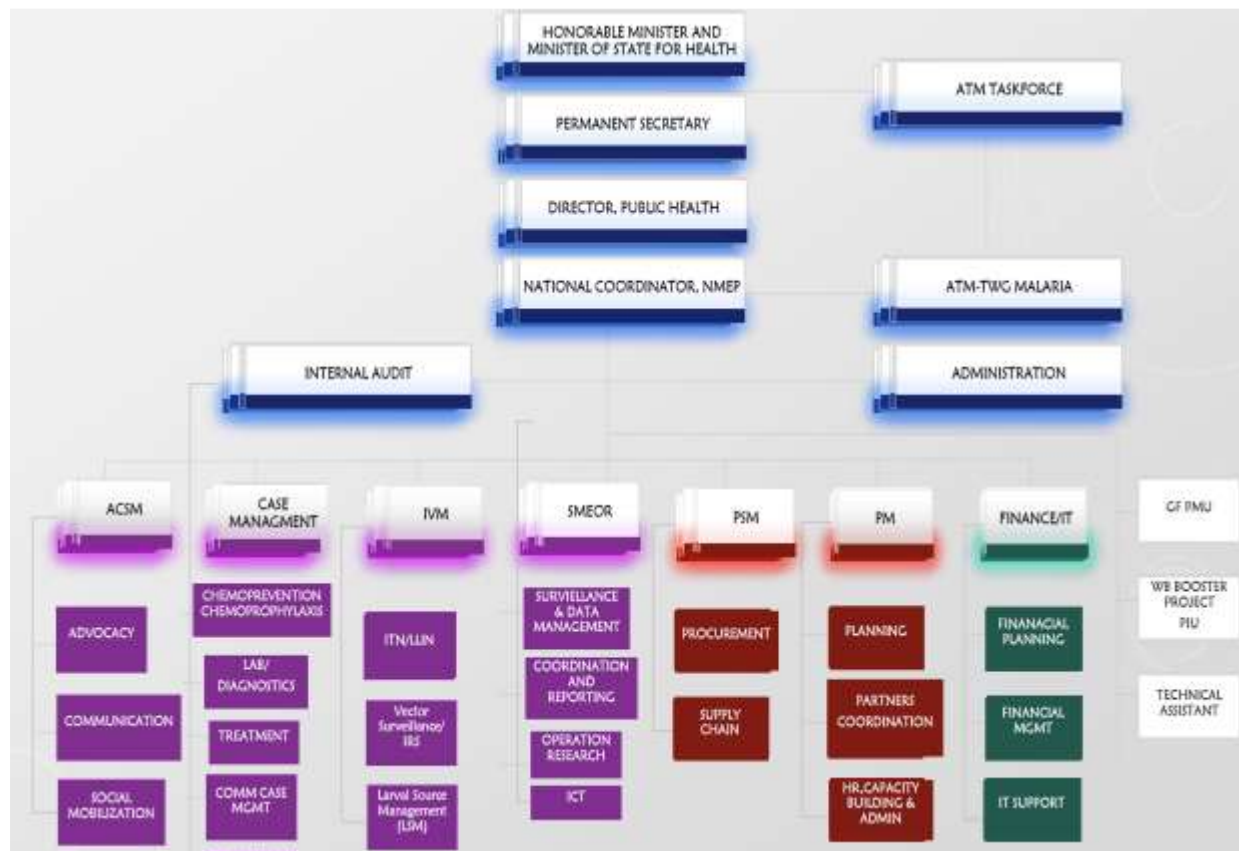 HONORABLE MINISTER AND
MINISTER OF STATE FOR HEALTH
ATM TASKFORCE
PERMANENT SECRETARY
DIRECTOR, PUBLIC HEALTH
NATIONAL COORDINATOR, NMEP
ATM-TWG MALARIA
INTERNAL AUDIT
ADMINISTRATION
ACSM
CASE
MANAGMENT
IVM
SMEOR
PSM
PM
FINANCE/IT
GF PMU
ADVOCACY
COMMUNICATION
SOCIAL
MOBILIZATION
CHEMOPREVENTION
CHEMOPROPHYLAXIS
LAB/
DIAGNOSTICS
TREATMENT
COMM CASE
MGMT
ITN/LLIN
Vector
Surveillance/
IRS
Larval Source
Management
(LSM)
SURVIELLANCE
& DATA
MANAGEMENT
COORDINATION
AND
REPORTING
OPERATION
RESEARCH
ICT
PROCUREMENT
SUPPLY
CHAIN
PLANNING
PARTNERS
COORDINATION
HR,CAPACITY
BUILDING &
ADMIN
FINANACIAL
PLANNING
FINANCIAL
MGMT
IT SUPPORT
WB BOOSTER
PROJECT
PIU
TECHNICAL
ASSISTANT